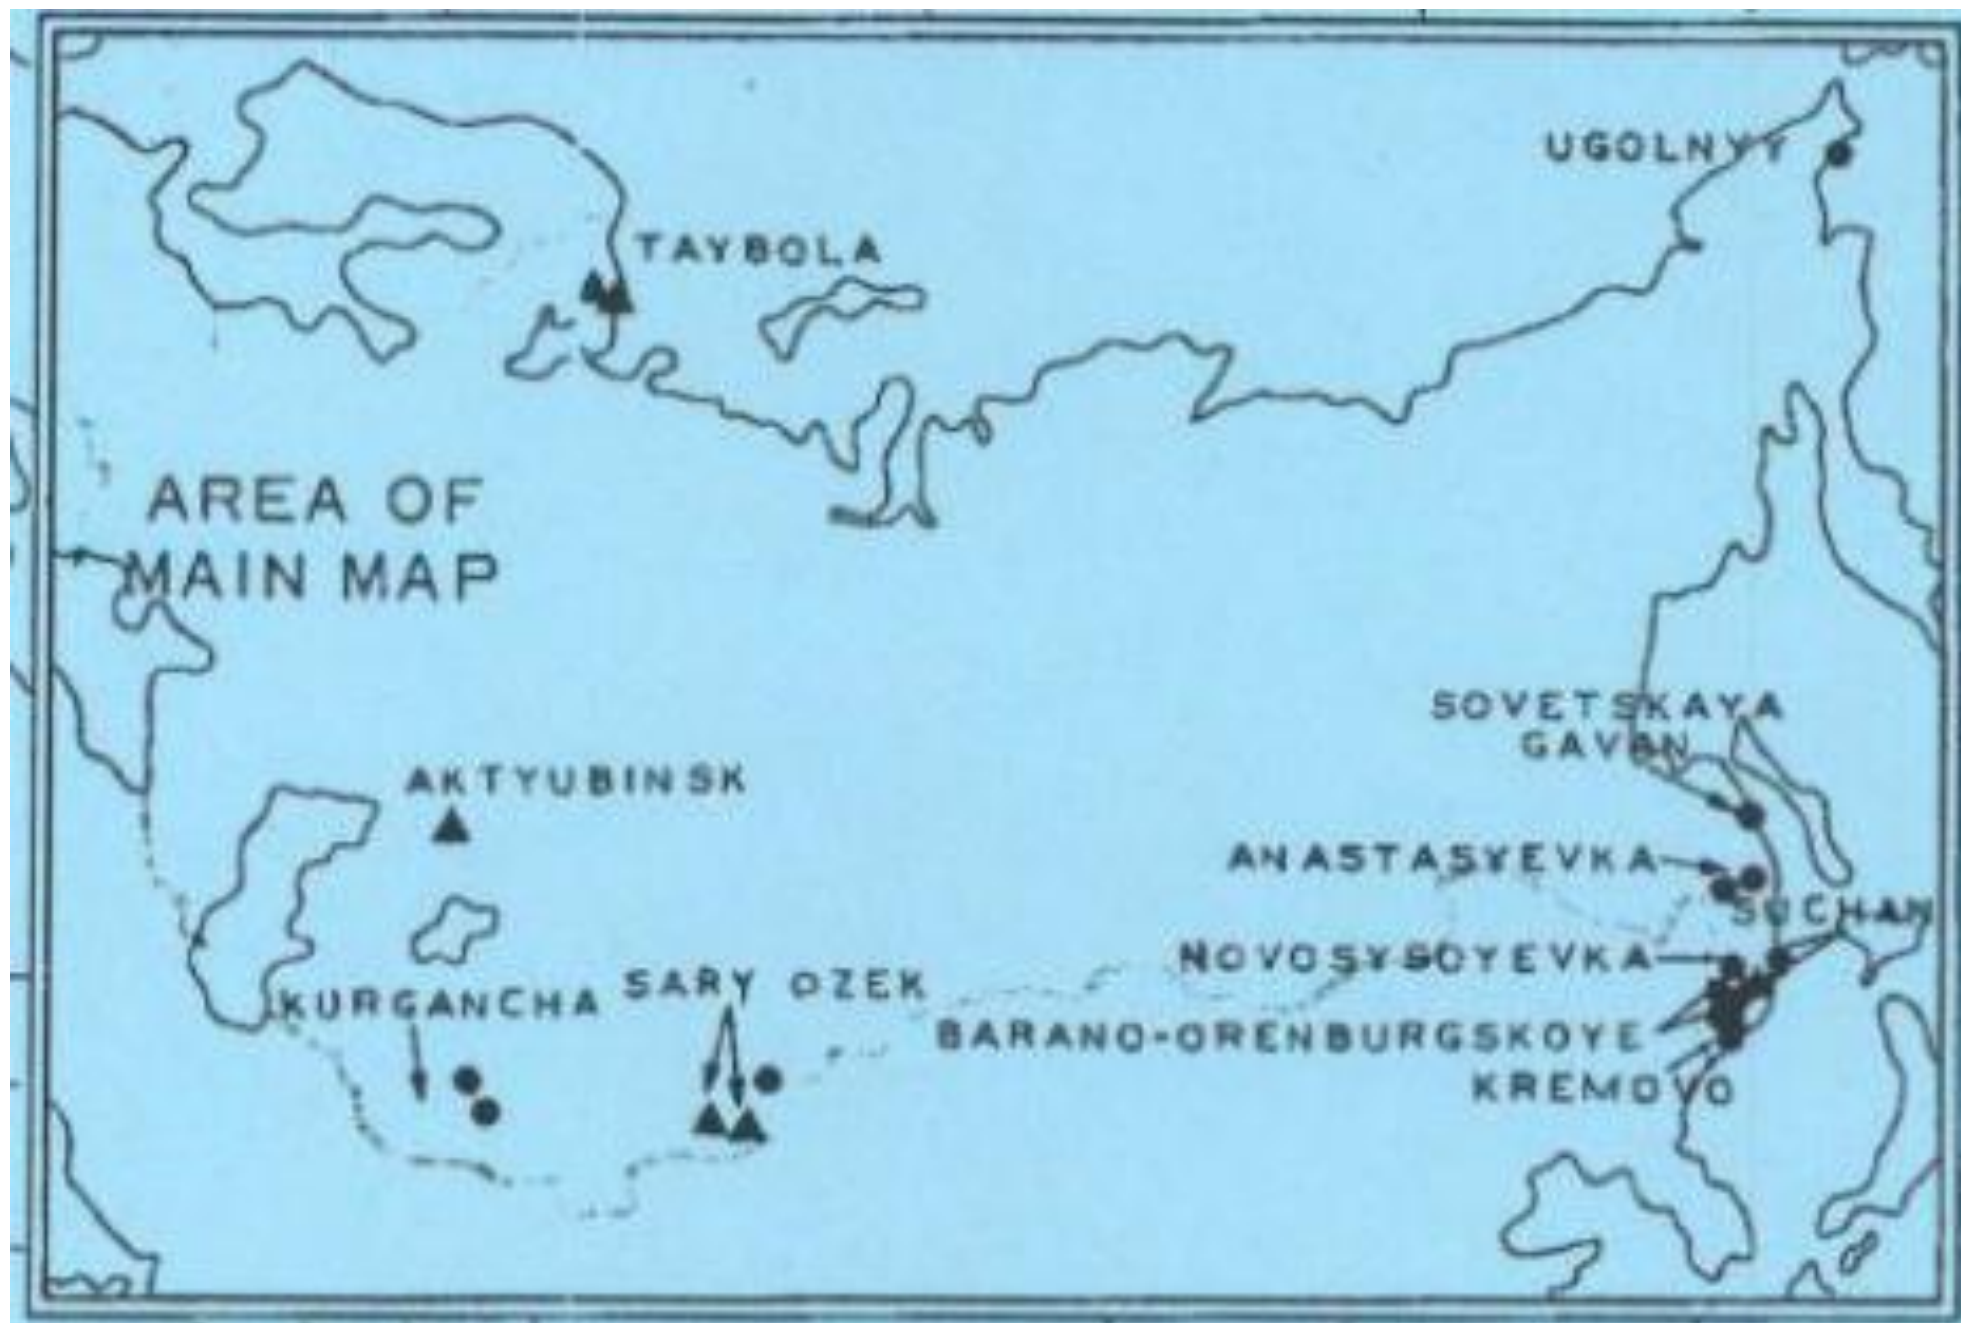 UGOLNYY
TAYBOLA
AREA OF
MAIN MAP
SOVETSKAYA
GAVAN
AKTYUBINSK
ANASTASYEVKA
SUCHAN
NOVOSYSOYEVKA
SARY OZEK
KURGANCHA
BARANO-ORENBURGSKOYE
KREMOVO